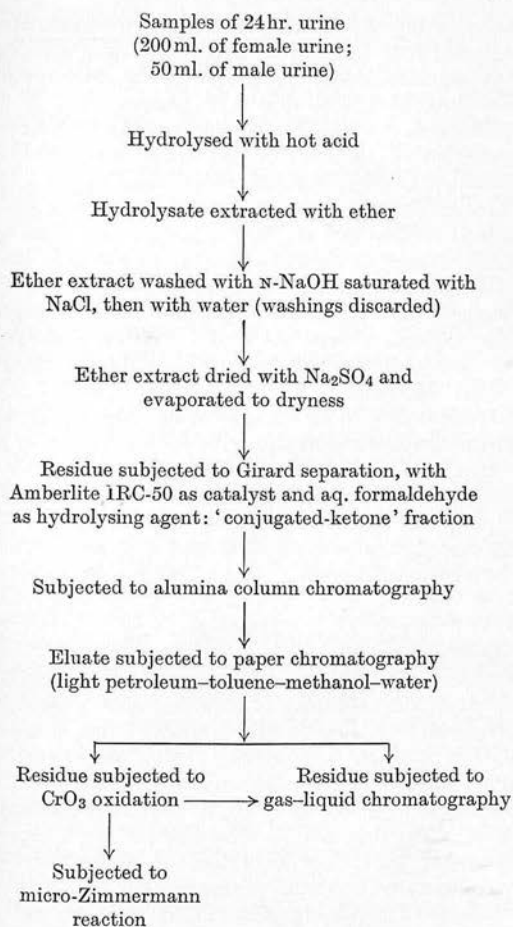 Samples of 24 hr. urine
(200 ml. of female urine;
50 ml. of male urine)
Hydrolysed with hot acid
Hydrolysate extracted with ether
Ether extract washed with N-NaOH saturated with
NaCl, then with water (washings discarded)
Ether extract dried with Na₂SO₄ and
evaporated to dryness
Residue subjected to Girard separation, with
Amberlite IRC-50 as catalyst and aq. formaldehyde
as hydrolysing agent: ‘conjugated-ketone’ fraction
Subjected to alumina column chromatography
Eluate subjected to paper chromatography
(light petroleum–toluene–methanol–water)
Residue subjected to
CrO₃ oxidation
Residue subjected to
gas–liquid chromatography
Subjected to
micro-Zimmermann
reaction